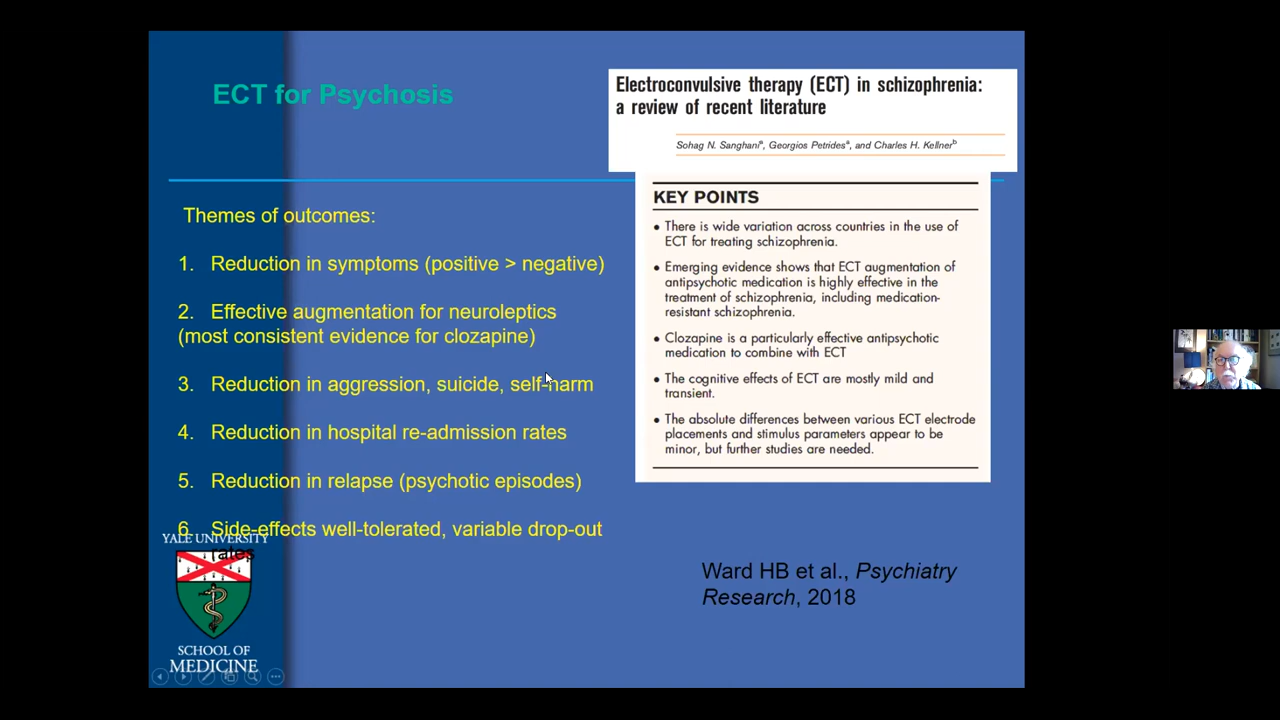 ECT for Psychosis
Electroconvulsive therapy (ECT) in schizophrenia:
a review of recent literature
Sohag N. Sanghaniᵃ, Georgios Petridesᵃ, and Charles H. Kellnerᵇ
Themes of outcomes:
1. Reduction in symptoms (positive > negative)
2. Effective augmentation for neuroleptics
(most consistent evidence for clozapine)
3. Reduction in aggression, suicide, self-harm
4. Reduction in hospital re-admission rates
5. Reduction in relapse (psychotic episodes)
6. Side-effects well-tolerated, variable drop-out
rates
KEY POINTS
• There is wide variation across countries in the use of
ECT for treating schizophrenia.
• Emerging evidence shows that ECT augmentation of
antipsychotic medication is highly effective in the
treatment of schizophrenia, including medication-
resistant schizophrenia.
• Clozapine is a particularly effective antipsychotic
medication to combine with ECT
• The cognitive effects of ECT are mostly mild and
transient.
• The absolute differences between various ECT electrode
placements and stimulus parameters appear to be
minor, but further studies are needed.
Ward HB et al., Psychiatry
Research, 2018
YALE UNIVERSITY
SCHOOL OF
MEDICINE